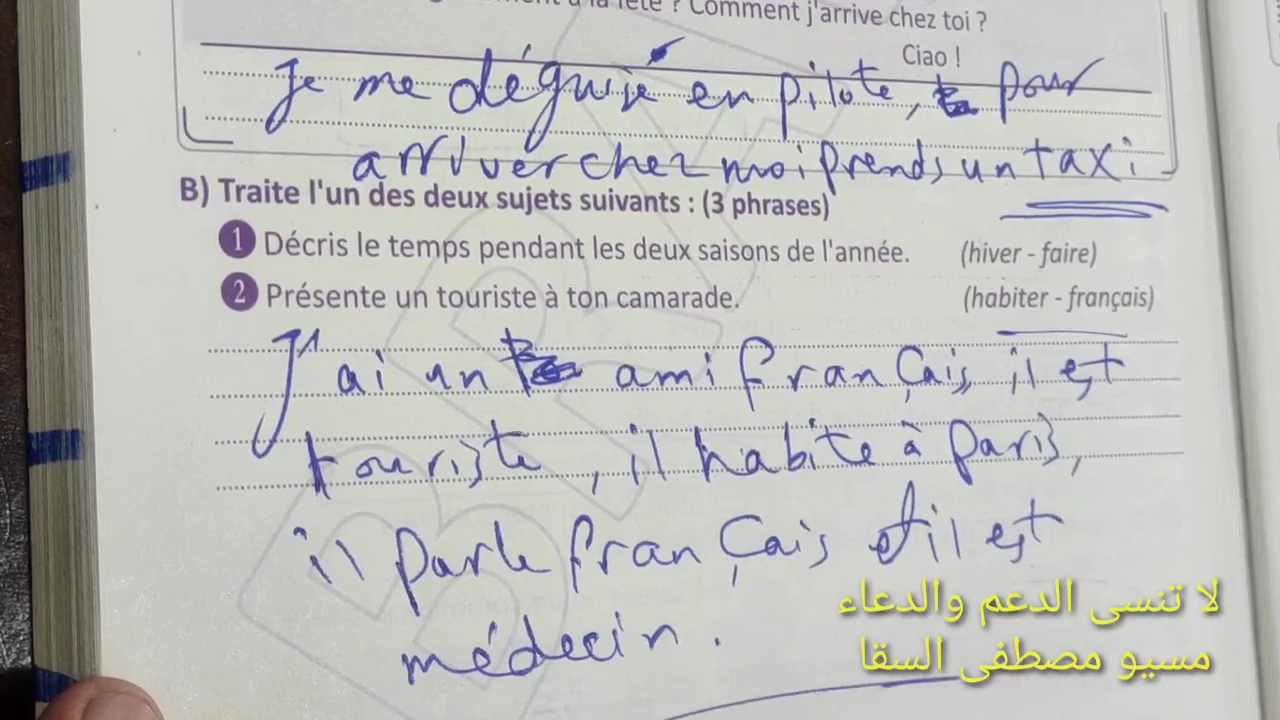 à la fête ? Comment j'arrive chez toi ?
Ciao !
Je me déguise en pilote, pour
arriver chez moi prends un taxi.
B) Traite l'un des deux sujets suivants : (3 phrases)
1 Décris le temps pendant les deux saisons de l'année. (hiver - faire)
2 Présente un touriste à ton camarade. (habiter - français)
J'ai un ami français il est
touriste, il habite à Paris,
il parle français et il est
médecin.
لا تنسى الدعم والدعاء
مسيو مصطفى السقا